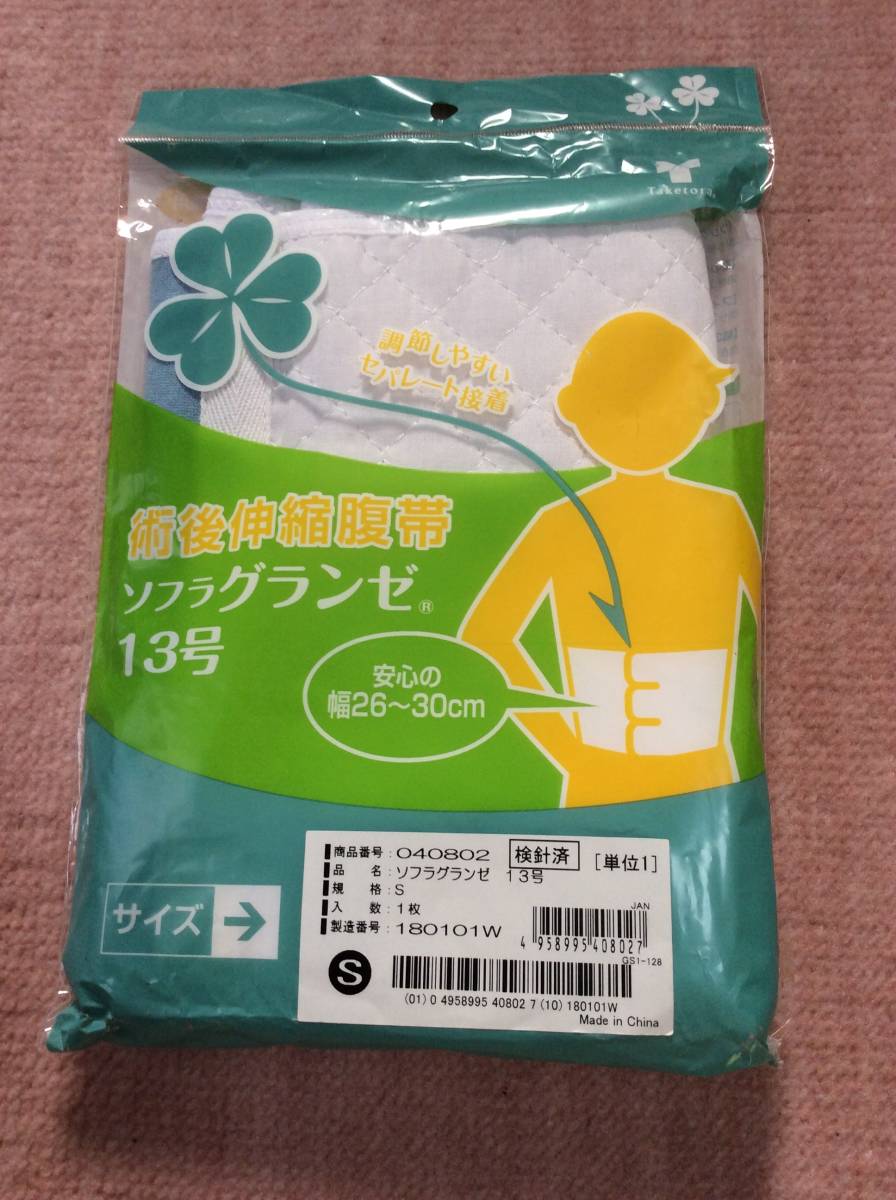 Taketora
調節しやすい
セパレート接着
術後伸縮腹帯
ソフラグランゼ®
13号
安心の
幅26～30cm
サイズ→
商品番号:040802 検針済 [単位1]
品名:ソフラグランゼ 13号
規格:S
入数:1枚
製造番号:180101W
JAN
4 958995 408027
GS1-128
S
(01) 0 4958995 40802 7 (10) 180101W
Made in China